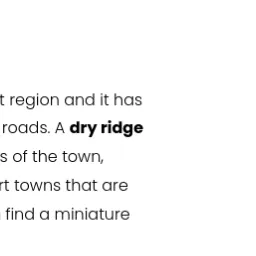 t region and it has
roads. A dry ridge
s of the town,
rt towns that are
find a miniature